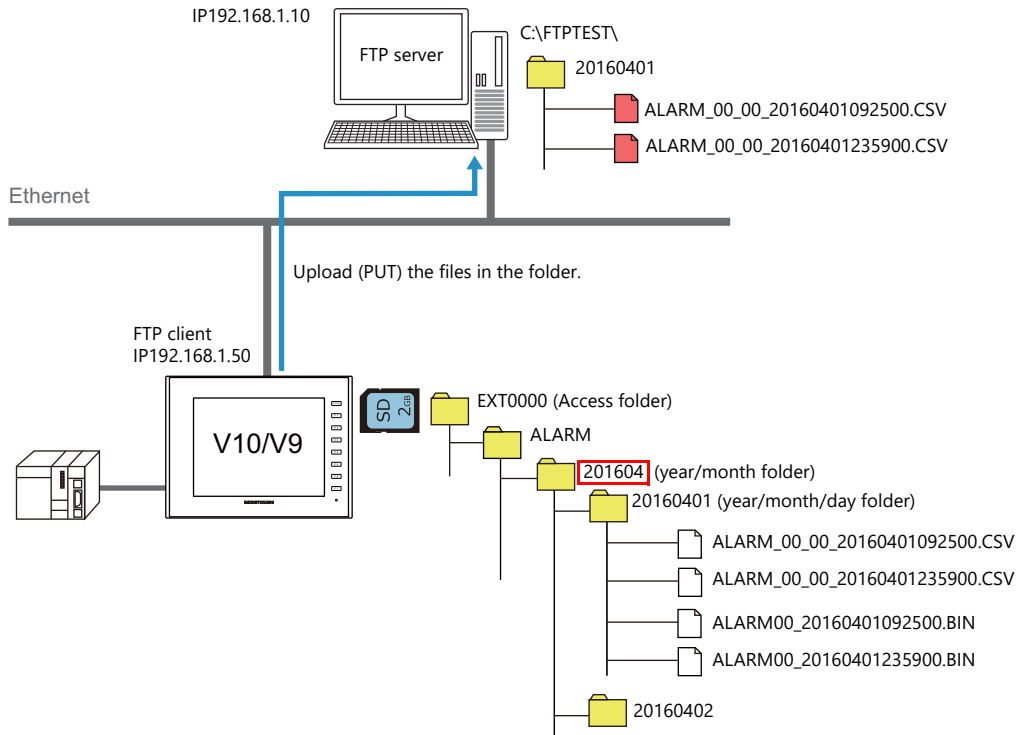 IP192.168.1.10
FTP server
C:\FTPTEST\
20160401
ALARM_00_00_20160401092500.CSV
ALARM_00_00_20160401235900.CSV
Ethernet
Upload (PUT) the files in the folder.
FTP client
IP192.168.1.50
V10/V9
SD
2GB
EXT0000 (Access folder)
ALARM
201604 (year/month folder)
20160401 (year/month/day folder)
ALARM_00_00_20160401092500.CSV
ALARM_00_00_20160401235900.CSV
ALARM00_20160401092500.BIN
ALARM00_20160401235900.BIN
20160402